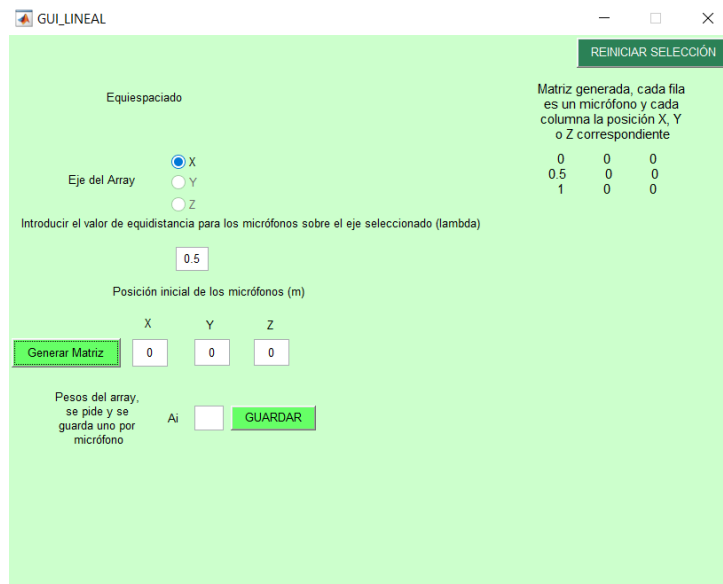 GUI_LINEAL
REINICIAR SELECCIÓN
Equiespaciado
Matriz generada, cada fila
es un micrófono y cada
columna la posición X, Y
o Z correspondiente
0 0 0
0.5 0 0
1 0 0
Eje del Array
X
Y
Z
Introducir el valor de equidistancia para los micrófonos sobre el eje seleccionado (lambda)
0.5
Posición inicial de los micrófonos (m)
X Y Z
Generar Matriz 0 0 0
Pesos del array,
se pide y se
guarda uno por
micrófono
Ai GUARDAR